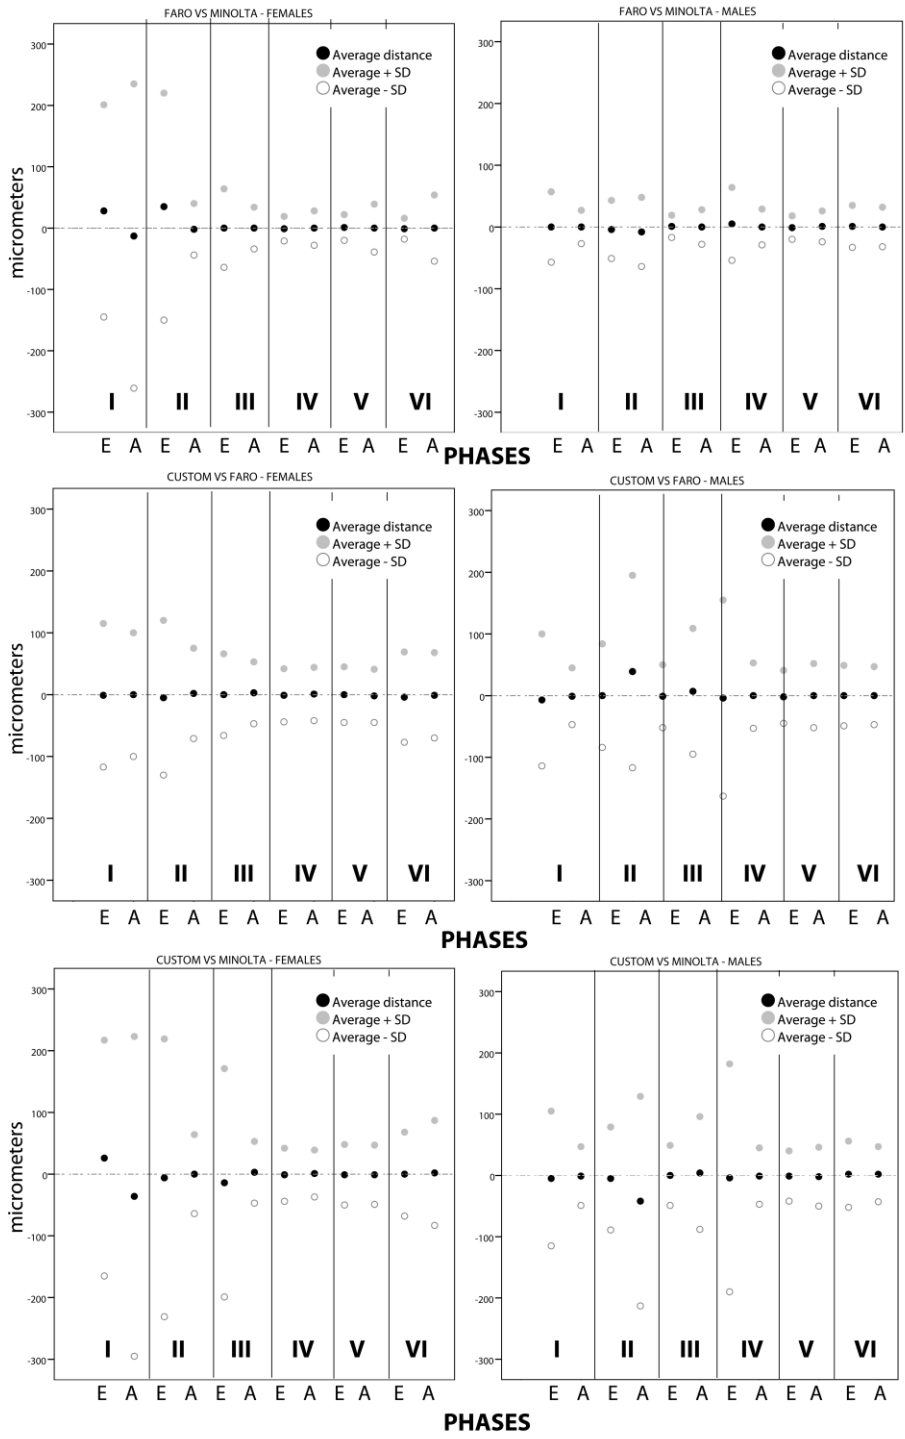 FARO VS MINOLTA - FEMALES
300
200
100
0
-100
-200
-300
micrometers
Average distance
Average + SD
Average - SD
I II III IV V VI
E A E A E A E A E A E A
FARO VS MINOLTA - MALES
300
200
100
0
-100
-200
-300
Average distance
Average + SD
Average - SD
I II III IV V VI
E A E A E A E A E A E A
PHASES
CUSTOM VS FARO - FEMALES
300
200
100
0
-100
-200
-300
micrometers
Average distance
Average + SD
Average - SD
I II III IV V VI
E A E A E A E A E A E A
CUSTOM VS FARO - MALES
300
200
100
0
-100
-200
-300
Average distance
Average + SD
Average - SD
I II III IV V VI
E A E A E A E A E A E A
PHASES
CUSTOM VS MINOLTA - FEMALES
300
200
100
0
-100
-200
-300
micrometers
Average distance
Average + SD
Average - SD
I II III IV V VI
E A E A E A E A E A E A
CUSTOM VS MINOLTA - MALES
300
200
100
0
-100
-200
-300
Average distance
Average + SD
Average - SD
I II III IV V VI
E A E A E A E A E A E A
PHASES